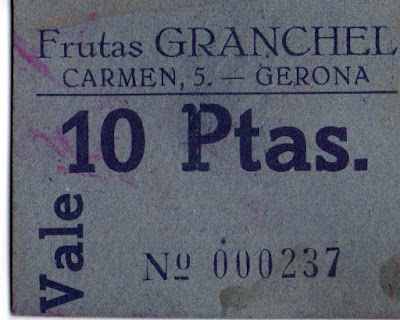 Frutas GRANCHEL
CARMEN, 5. — GERONA
Vale
10 Ptas.
Nº 000237